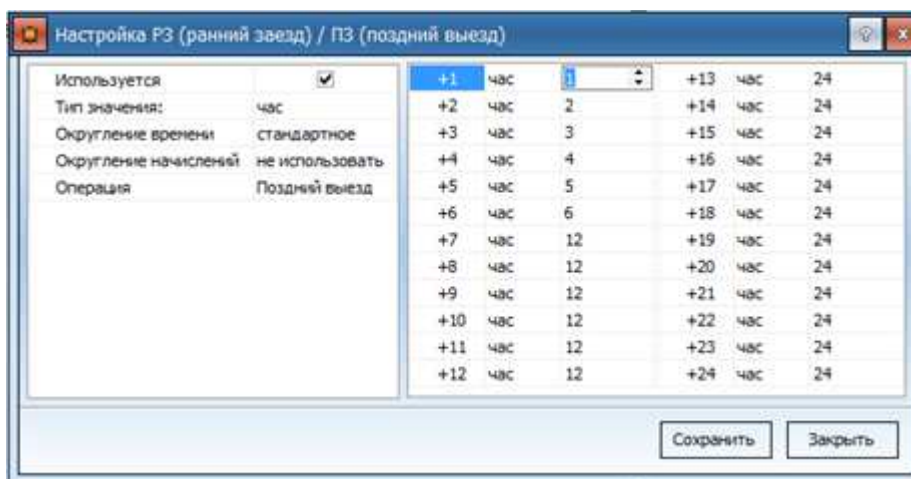 Настройка РЗ (ранний заезд) / ПЗ (поздний выезд)
Используется
Тип значения: час
Округление времени стандартное
Округление начислений не использовать
Операция Поздний выезд
+1 час 1 +13 час 24
+2 час 2 +14 час 24
+3 час 3 +15 час 24
+4 час 4 +16 час 24
+5 час 5 +17 час 24
+6 час 6 +18 час 24
+7 час 12 +19 час 24
+8 час 12 +20 час 24
+9 час 12 +21 час 24
+10 час 12 +22 час 24
+11 час 12 +23 час 24
+12 час 12 +24 час 24
Сохранить Закрыть